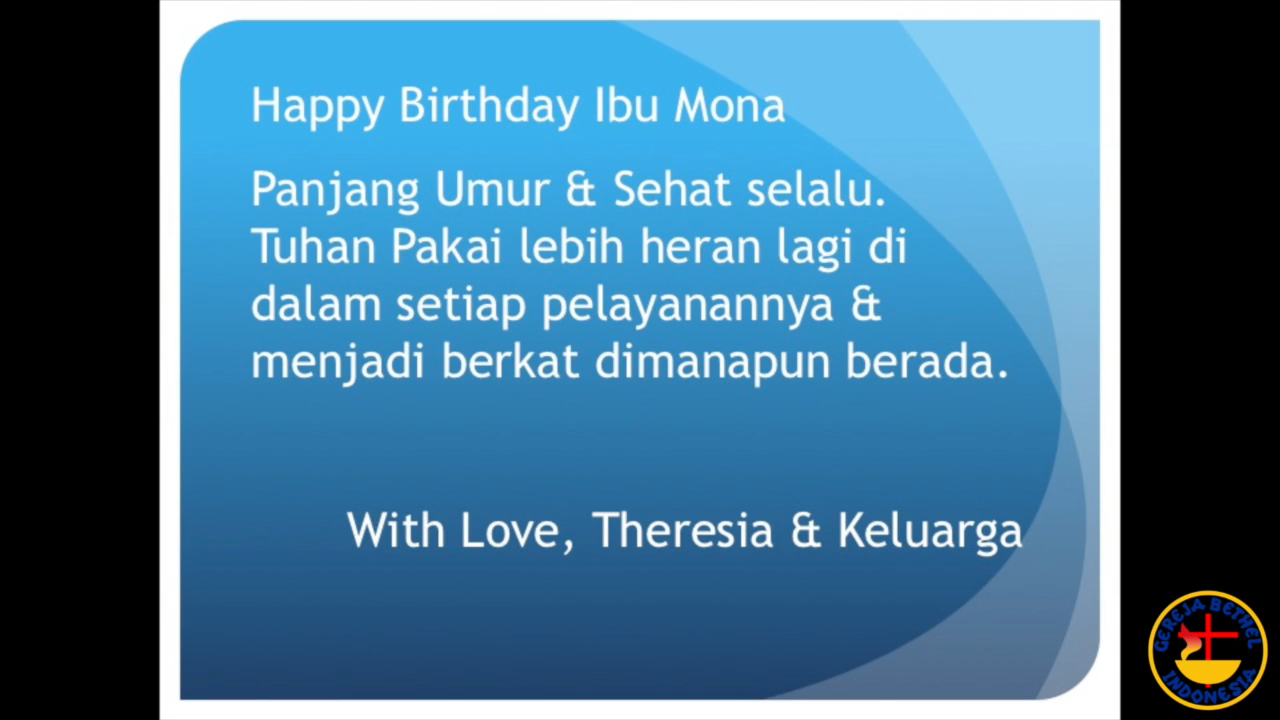 Happy Birthday Ibu Mona
Panjang Umur & Sehat selalu.
Tuhan Pakai lebih heran lagi di
dalam setiap pelayanannya &
menjadi berkat dimanapun berada.
With Love, Theresia & Keluarga
GEREJA BETHEL
INDONESIA